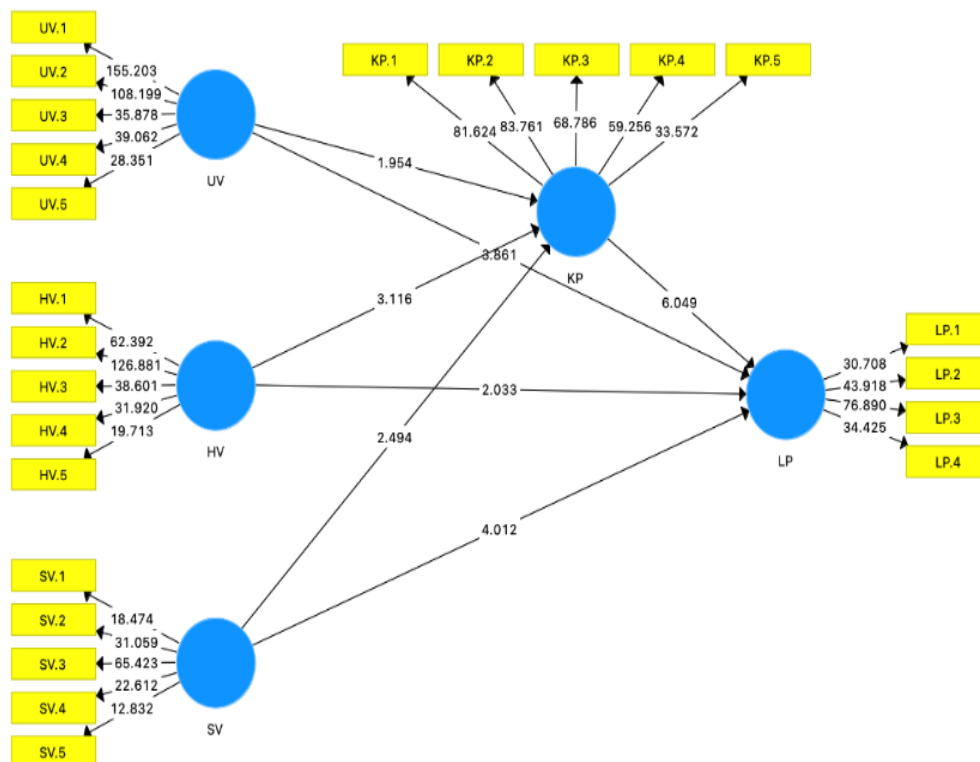 UV.1
UV.2
UV.3
UV.4
UV.5
155.203
108.199
35.878
39.062
28.351
UV
KP.1
KP.2
KP.3
KP.4
KP.5
81.624
83.761
68.786
59.256
33.572
KP
1.954
3.861
3.116
6.049
HV.1
HV.2
HV.3
HV.4
HV.5
62.392
126.881
38.601
31.920
19.713
HV
2.033
2.494
4.012
LP.1
LP.2
LP.3
LP.4
30.708
43.918
76.890
34.425
LP
SV.1
SV.2
SV.3
SV.4
SV.5
18.474
31.059
65.423
22.612
12.832
SV